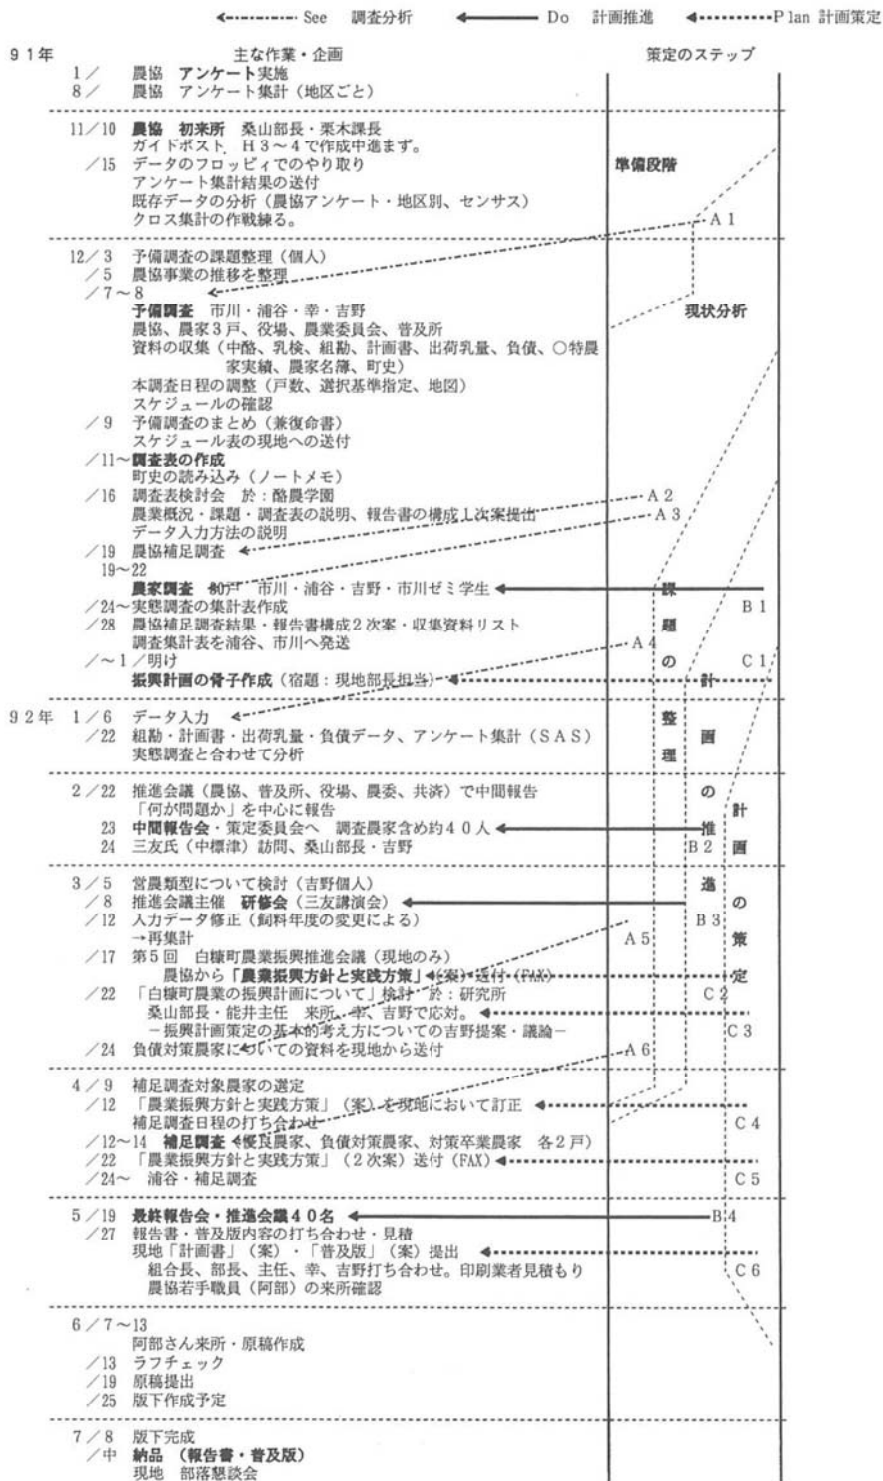 See 調査分析 Do 計画推進 Plan 計画策定
91年 主な作業・企画 策定のステップ
1／ 農協 アンケート実施
8／ 農協 アンケート集計（地区ごと）
11／10 農協 初来所 桑山部長・栗木課長
ガイドポスト H3～4で作成中進まず。
／15 データのフロッピィでのやり取り 準備段階
アンケート集計結果の送付
既存データの分析（農協アンケート・地区別、センサス）
クロス集計の作戦練る。 A1
12／3 予備調査の課題整理（個人）
／5 農協事業の推移を整理
／7～8
予備調査 市川・浦谷・幸・吉野 現状分析
農協、農家3戸、役場、農業委員会、普及所
資料の収集（中酪、乳検、組勘、計画書、出荷乳量、負債、○特農
家実績、農家名簿、町史）
本調査日程の調整（戸数、選択基準指定、地図）
スケジュールの確認
／9 予備調査のまとめ（兼復命書）
スケジュール表の現地への送付
／11～調査表の作成
町史の読み込み（ノートメモ）
／16 調査表検討会 於：酪農学園 A2
農業概況・課題・調査表の説明、報告書の構成1次案提出 A3
データ入力方法の説明
／19 農協補足調査
19～22
農家調査 80戸 市川・浦谷・吉野・市川ゼミ学生 課
／24～実態調査の集計表作成 B1
／28 農協補足調査結果・報告書構成2次案・収集資料リスト 題
調査集計表を浦谷、市川へ発送 A4
／～1／明け の C1
振興計画の骨子作成（宿題：現地部長担当） 計
92年 1／6 データ入力 整
／22 組勘・計画書・出荷乳量・負債データ、アンケート集計（SAS） 画
実態調査と合わせて分析 理 の
2／22 推進会議（農協、普及所、役場、農委、共済）で中間報告
「何が問題か」を中心に報告 計
23 中間報告会・策定委員会へ 調査農家含め約40人 推
24 三友氏（中標津）訪問、桑山部長・吉野 B2 画
3／5 営農類型について検討（吉野個人） 進
／8 推進会議主催 研修会（三友講演会） の
／12 入力データ修正（飼料年度の変更による） B3
→再集計 A5 策
／17 第5回 白糠町農業振興推進会議（現地のみ）
農協から「農業振興方針と実践方策」（案）送付（FAX） 定
／22 「白糠町農業の振興計画について」検討 於：研究所 C2
桑山部長・能井主任 来所、幸、吉野で応対。
－振興計画策定の基本的考え方についての吉野提案・議論－ C3
／24 負債対策農家についての資料を現地から送付 A6
4／9 補足調査対象農家の選定
／12 「農業振興方針と実践方策」（案）を現地において訂正
補足調査日程の打ち合わせ C4
／12～14 補足調査（優良農家、負債対策農家、対策卒業農家 各2戸）
／22 「農業振興方針と実践方策」（2次案）送付（FAX）
／24～ 浦谷・補足調査 C5
5／19 最終報告会・推進会議40名 B4
／27 報告書・普及版内容の打ち合わせ・見積
現地「計画書」（案）・「普及版」（案）提出
組合長、部長、主任、幸、吉野打ち合わせ。印刷業者見積もり C6
農協若手職員（阿部）の来所確認
6／7～13
阿部さん来所・原稿作成
／13 ラフチェック
／19 原稿提出
／25 版下作成予定
7／8 版下完成
／中 納品 （報告書・普及版）
現地 部落懇談会